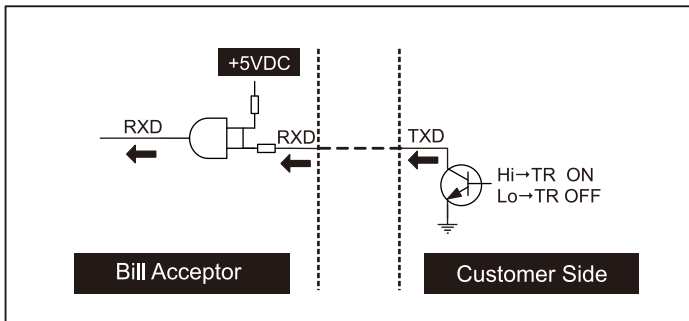 +5VDC
RXD
RXD
TXD
Hi→TR ON
Lo→TR OFF
Bill Acceptor
Customer Side